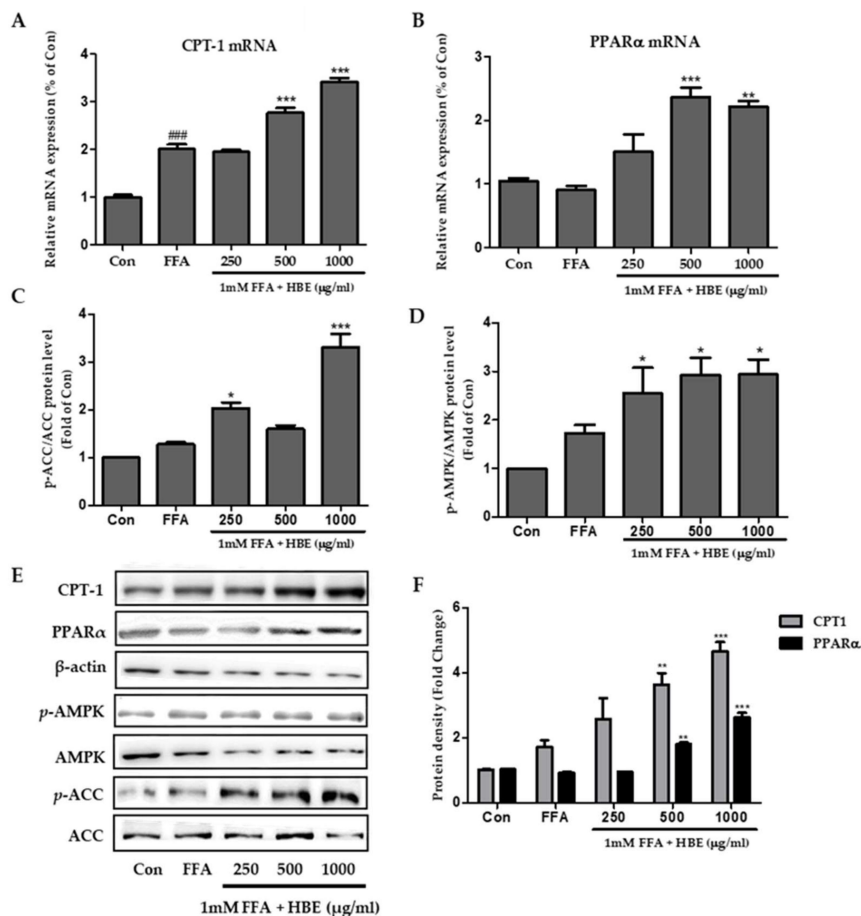 A
CPT-1 mRNA
Relative mRNA expression (% of Con)
4
3
2
1
0
###
***
***
Con FFA 250 500 1000
1mM FFA + HBE (µg/ml)
B
PPARα mRNA
Relative mRNA expression (% of Con)
3
2
1
0
***
**
Con FFA 250 500 1000
1mM FFA + HBE (µg/ml)
C
p-ACC/ACC protein level
(Fold of Con)
4
3
2
1
0
*
***
Con FFA 250 500 1000
1mM FFA + HBE (µg/ml)
D
p-AMPK/AMPK protein level
(Fold of Con)
4
3
2
1
0
*
*
*
Con FFA 250 500 1000
1mM FFA + HBE (µg/ml)
E
CPT-1
PPARα
β-actin
p-AMPK
AMPK
p-ACC
ACC
Con FFA 250 500 1000
1mM FFA + HBE (µg/ml)
F
Protein density (Fold Change)
6
4
2
0
**
**
***
***
CPT1
PPARα
Con FFA 250 500 1000
1mM FFA + HBE (µg/ml)